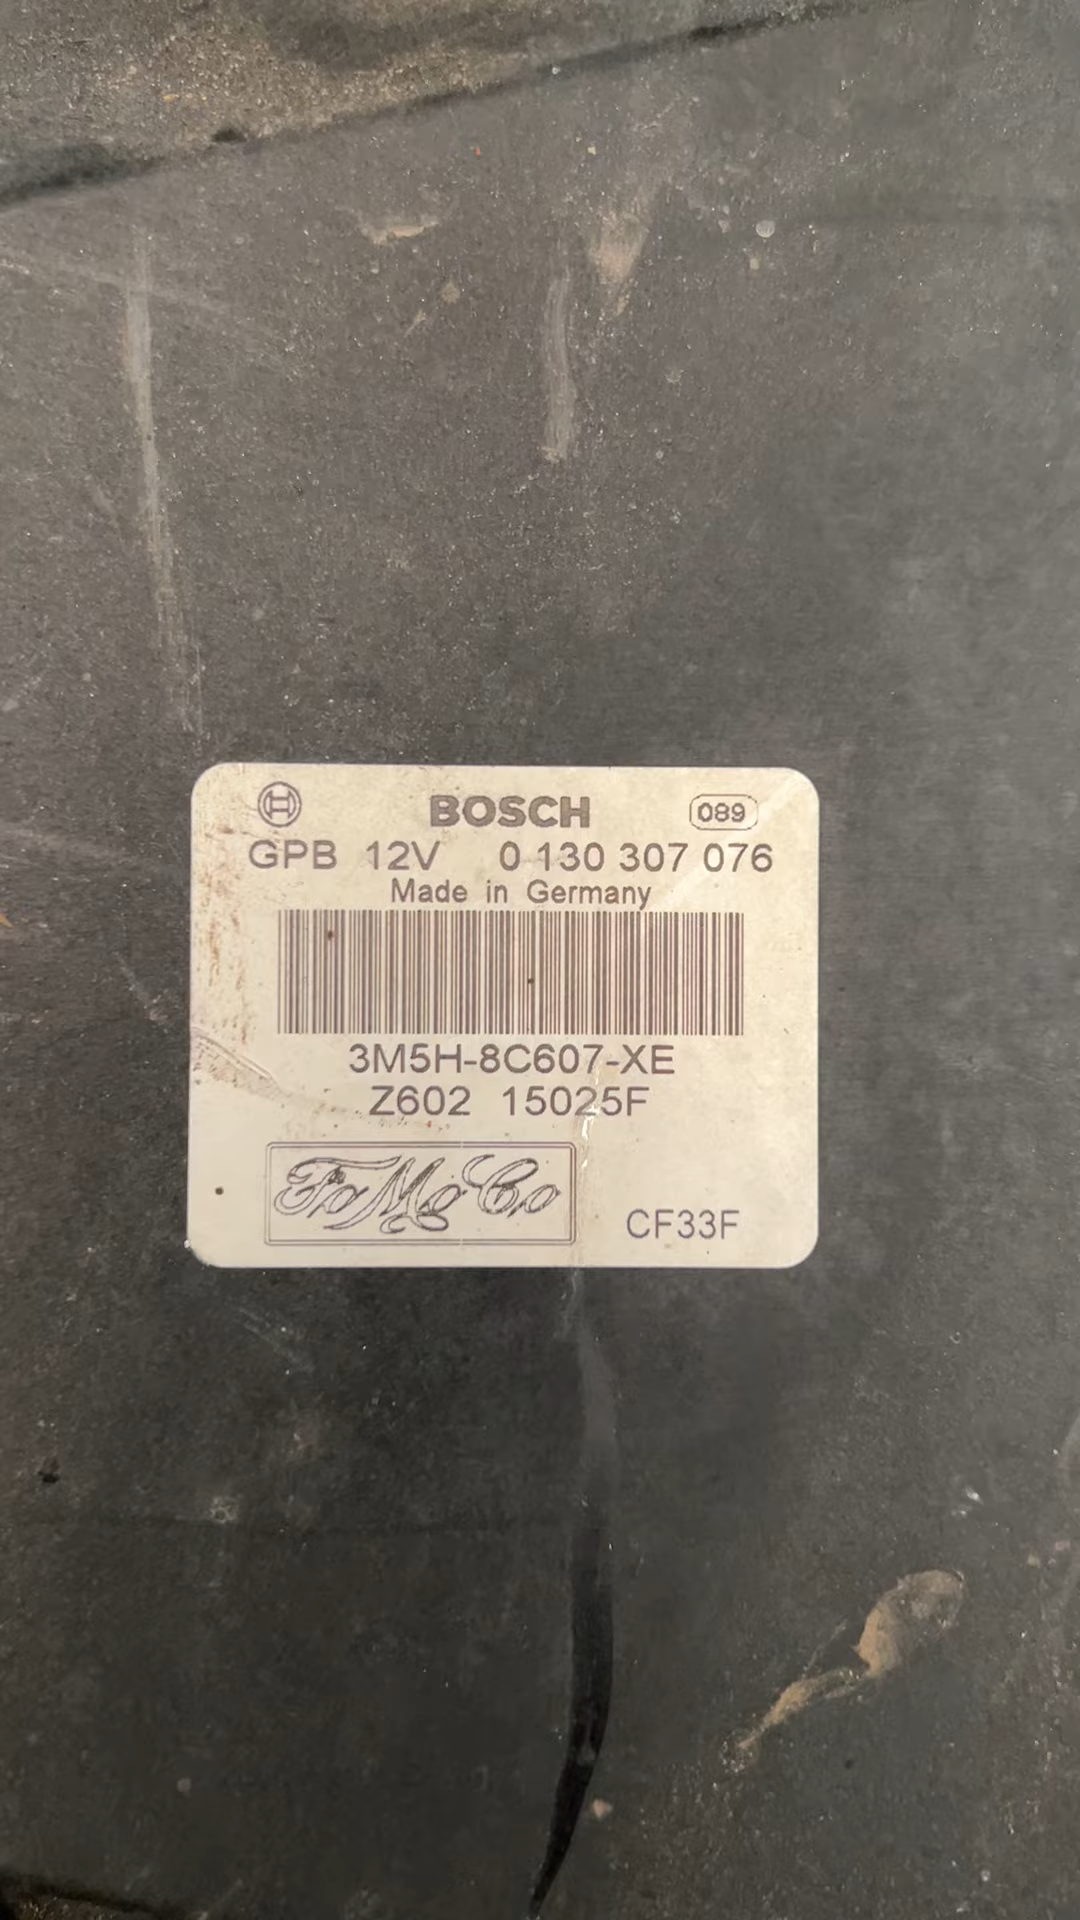 BOSCH 089
GPB 12V 0 130 307 076
Made in Germany
3M5H-8C607-XE
Z602 15025F
FoMoCo
CF33F